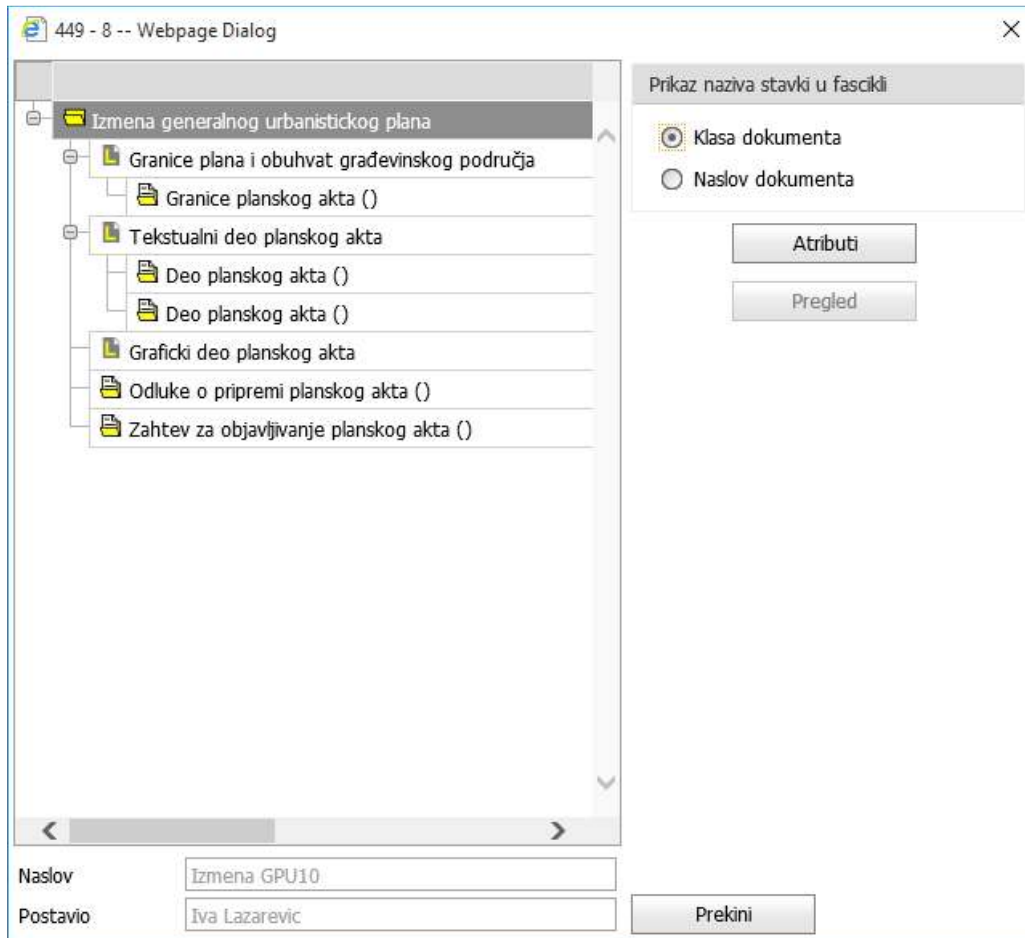 449 - 8 -- Webpage Dialog
Izmena generalnog urbanistickog plana
Granice plana i obuhvat građevinskog područja
Granice planskog akta ()
Tekstualni deo planskog akta
Deo planskog akta ()
Deo planskog akta ()
Graficki deo planskog akta
Odluke o pripremi planskog akta ()
Zahtev za objavljivanje planskog akta ()
Prikaz naziva stavki u fascikli
Klasa dokumenta
Naslov dokumenta
Atributi
Pregled
Naslov Izmena GPU10
Postavio Iva Lazarevic
Prekini